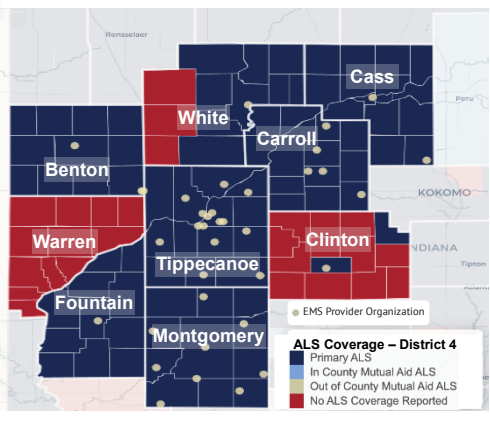 Rensselaer
Cass
Peru
White
Carroll
Benton
KOKOMO
Warren
Clinton
INDIANA
Tippecanoe
Tipton
Fountain
EMS Provider Organization
Montgomery
ALS Coverage – District 4
Primary ALS
In County Mutual Aid ALS
Out of County Mutual Aid ALS
No ALS Coverage Reported